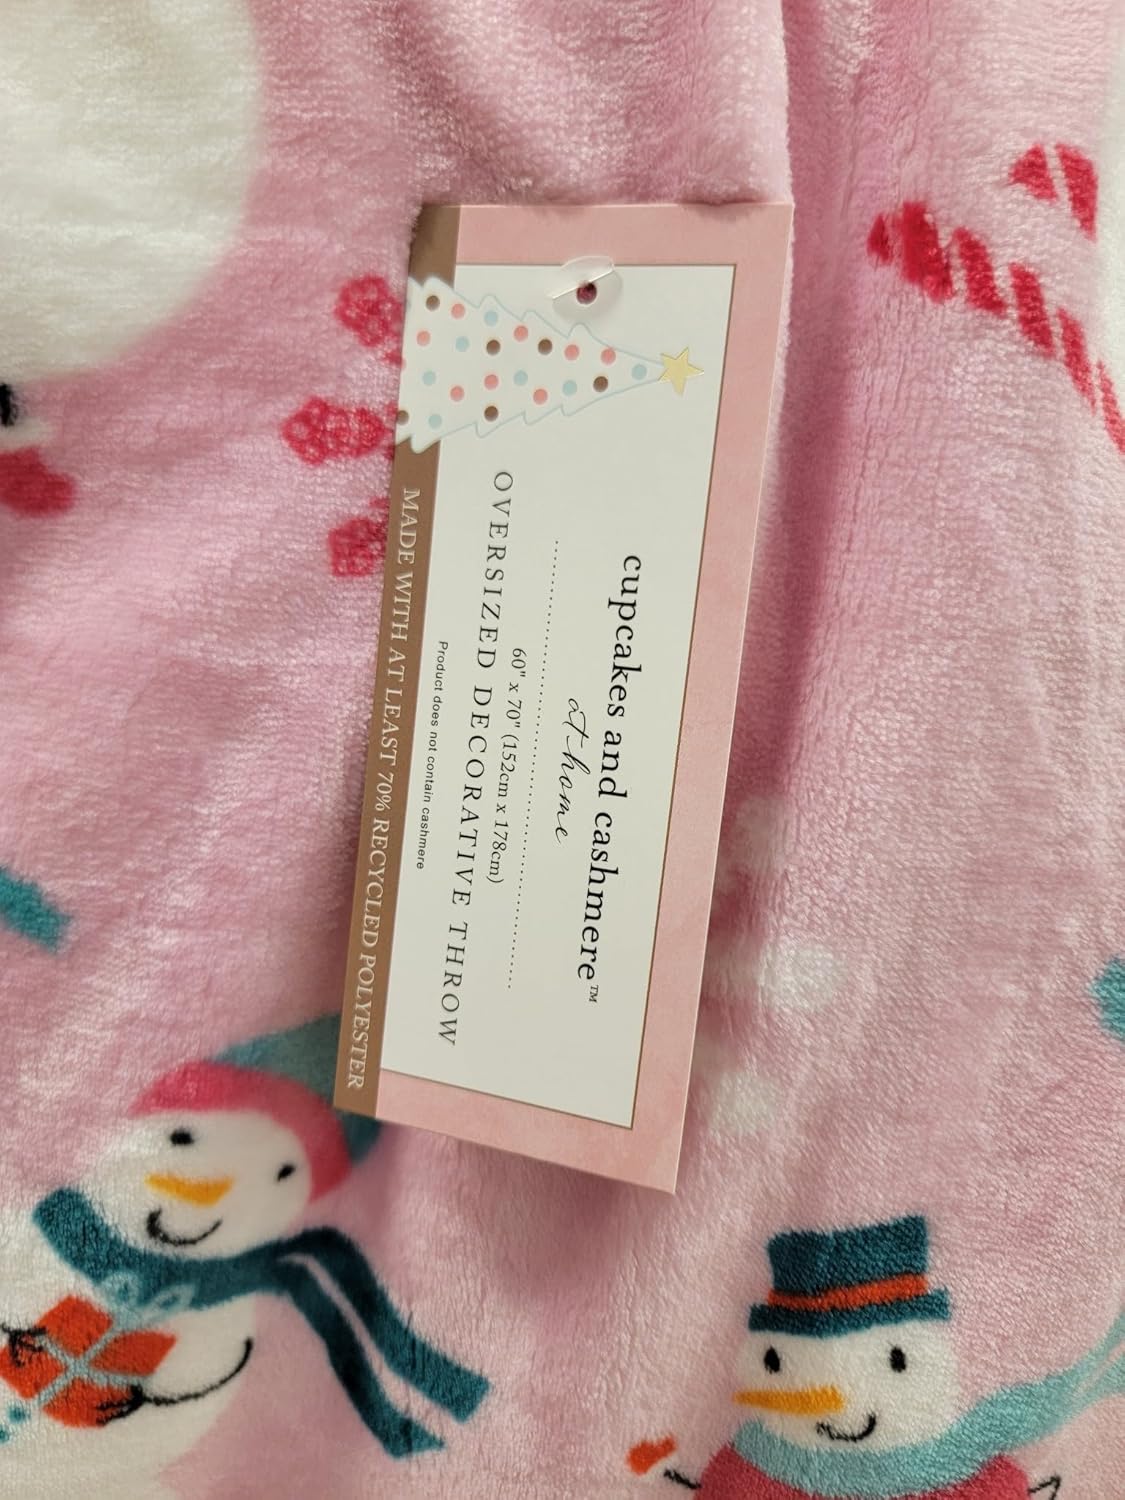 cupcakes and cashmere™
at home
60" x 70" (152cm x 178cm)
OVERSIZED DECORATIVE THROW
Product does not contain cashmere
MADE WITH AT LEAST 70% RECYCLED POLYESTER